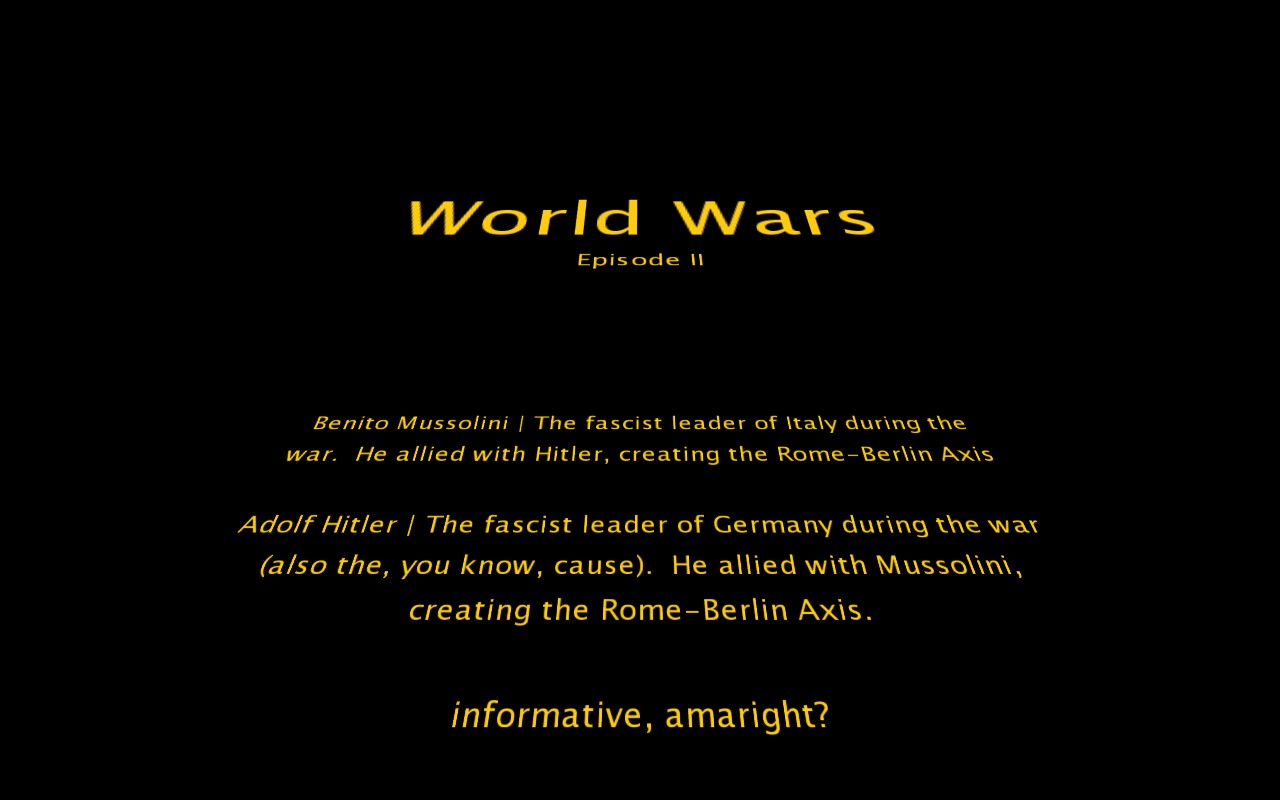 World Wars
Episode II
Benito Mussolini | The fascist leader of Italy during the
war.  He allied with Hitler, creating the Rome-Berlin Axis
Adolf Hitler | The fascist leader of Germany during the war
(also the, you know, cause).  He allied with Mussolini,
creating the Rome-Berlin Axis.
informative, amaright?